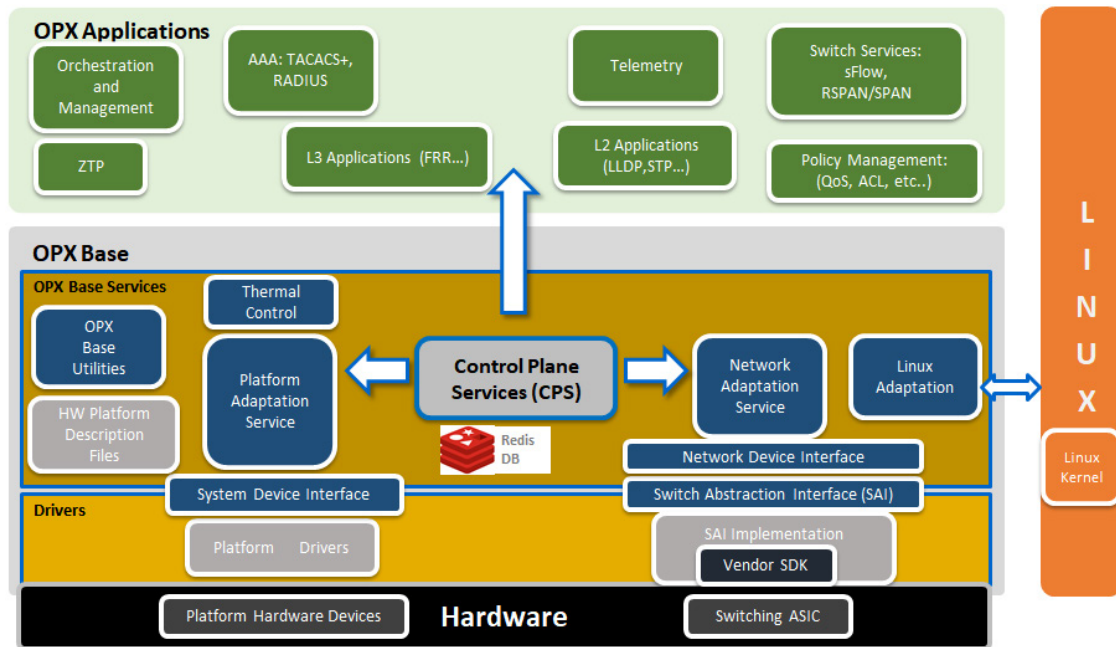 OPX Applications
Orchestration
and
Management
AAA: TACACS+,
RADIUS
Telemetry
Switch Services:
sFlow,
RSPAN/SPAN
ZTP
L3 Applications (FRR...)
L2 Applications
(LLDP,STP...)
Policy Management:
(QoS, ACL, etc..)
OPX Base
OPX Base Services
Thermal
Control
OPX
Base
Utilities
Platform
Adaptation
Service
Control Plane
Services (CPS)
Network
Adaptation
Service
Linux
Adaptation
HW Platform
Description
Files
Redis
DB
Network Device Interface
System Device Interface
Switch Abstraction Interface (SAI)
Drivers
Platform Drivers
SAI Implementation
Vendor SDK
Platform Hardware Devices
Hardware
Switching ASIC
L
I
N
U
X
Linux
Kernel